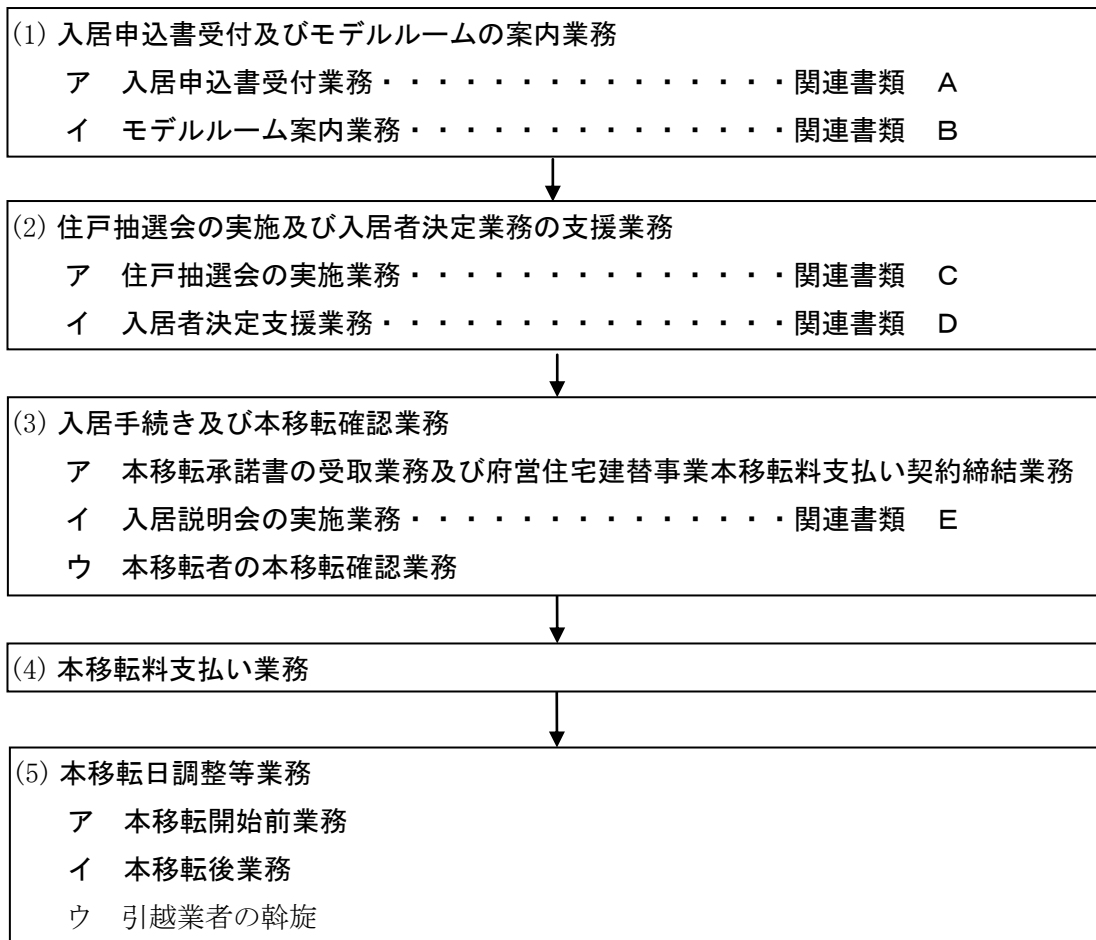 (1) 入居申込書受付及びモデルルームの案内業務
ア 入居申込書受付業務・・・・・・・・・・・・・・・・関連書類 A
イ モデルルーム案内業務・・・・・・・・・・・・・・・関連書類 B
(2) 住戸抽選会の実施及び入居者決定業務の支援業務
ア 住戸抽選会の実施業務・・・・・・・・・・・・・・・関連書類 C
イ 入居者決定支援業務・・・・・・・・・・・・・・・・関連書類 D
(3) 入居手続き及び本移転確認業務
ア 本移転承諾書の受取業務及び府営住宅建替事業本移転料支払い契約締結業務
イ 入居説明会の実施業務・・・・・・・・・・・・・・・関連書類 E
ウ 本移転者の本移転確認業務
(4) 本移転料支払い業務
(5) 本移転日調整等業務
ア 本移転開始前業務
イ 本移転後業務
ウ 引越業者の斡旋